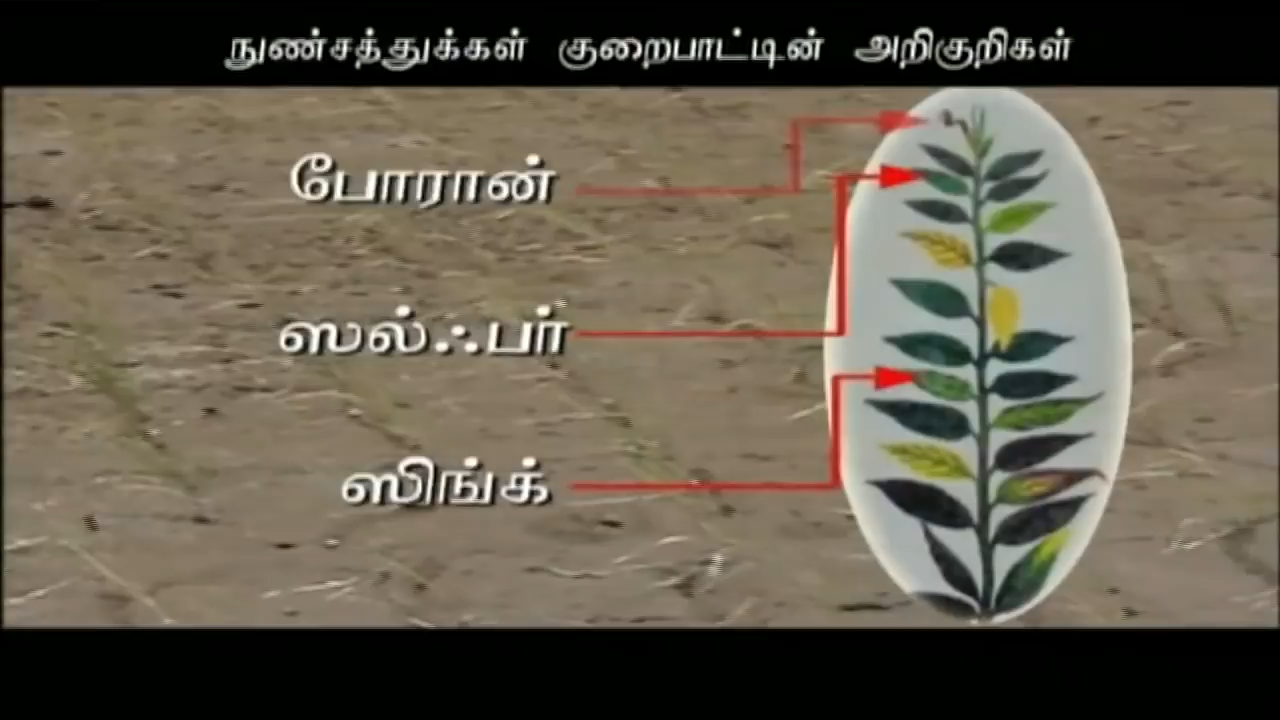 நுண்சத்துக்கள் குறைபாட்டின் அறிகுறிகள்
போரான்
ஸல்ஃபர்
ஸிங்க்